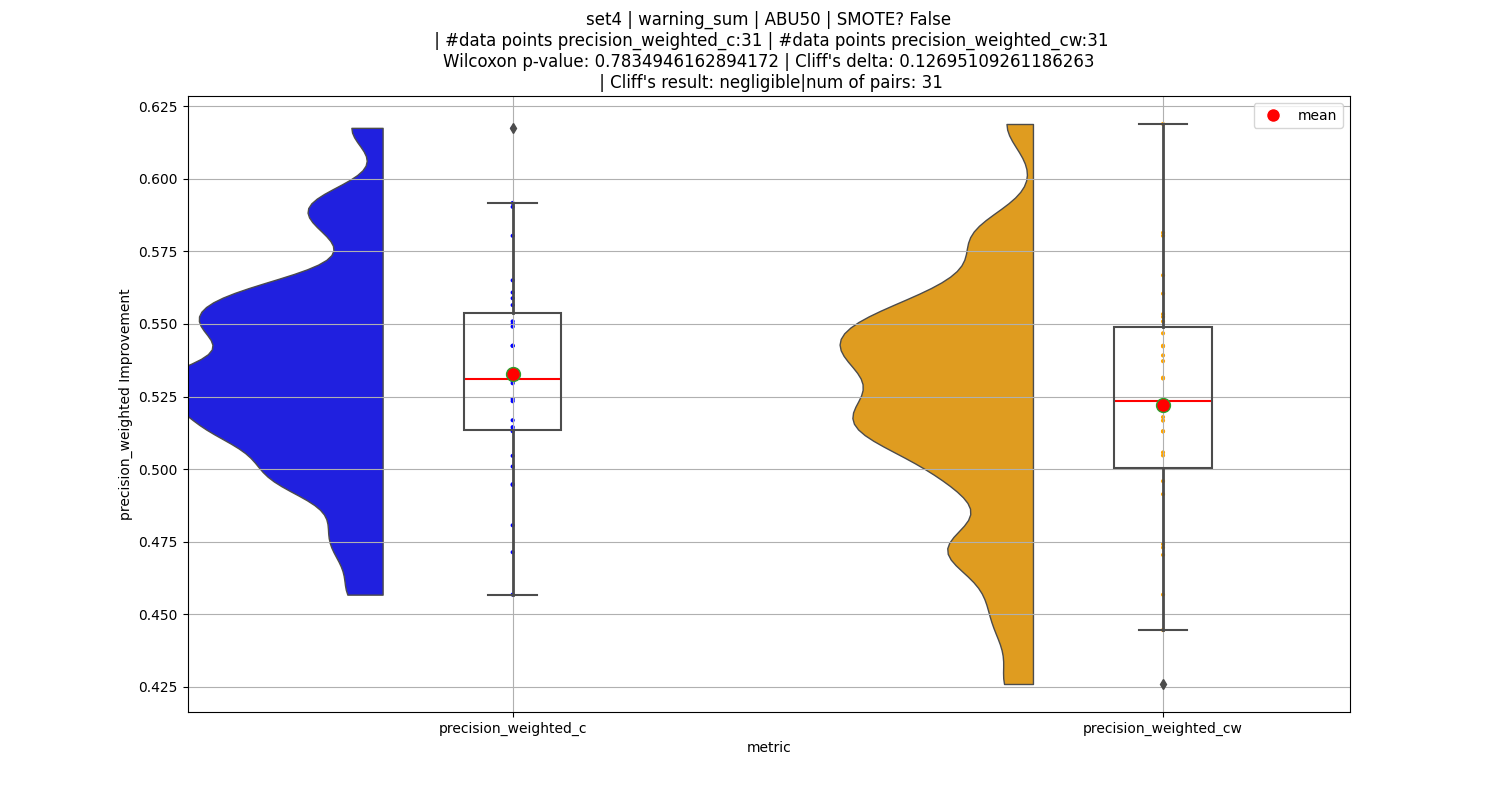 set4 | warning_sum | ABU50 | SMOTE? False
| #data points precision_weighted_c:31 | #data points precision_weighted_cw:31
Wilcoxon p-value: 0.7834946162894172 | Cliff's delta: 0.12695109261186263
| Cliff's result: negligible|num of pairs: 31
mean
0.625
0.600
0.575
0.550
0.525
0.500
0.475
0.450
0.425
precision_weighted Improvement
precision_weighted_c
precision_weighted_cw
metric